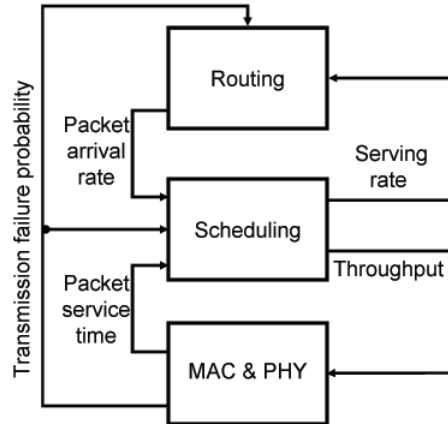 Transmission failure probability
Routing
Packet
arrival
rate
Serving
rate
Scheduling
Throughput
Packet
service
time
MAC & PHY